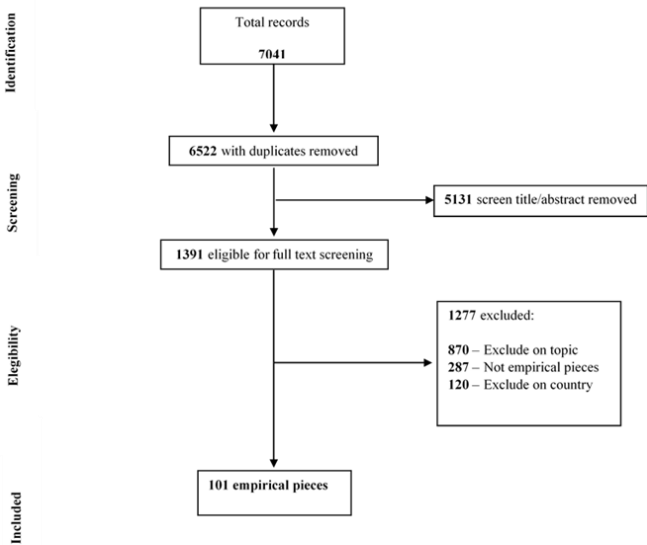 Identification
Total records
7041
6522 with duplicates removed
Screening
5131 screen title/abstract removed
1391 eligible for full text screening
Elegibility
1277 excluded:
870 – Exclude on topic
287 – Not empirical pieces
120 – Exclude on country
Included
101 empirical pieces